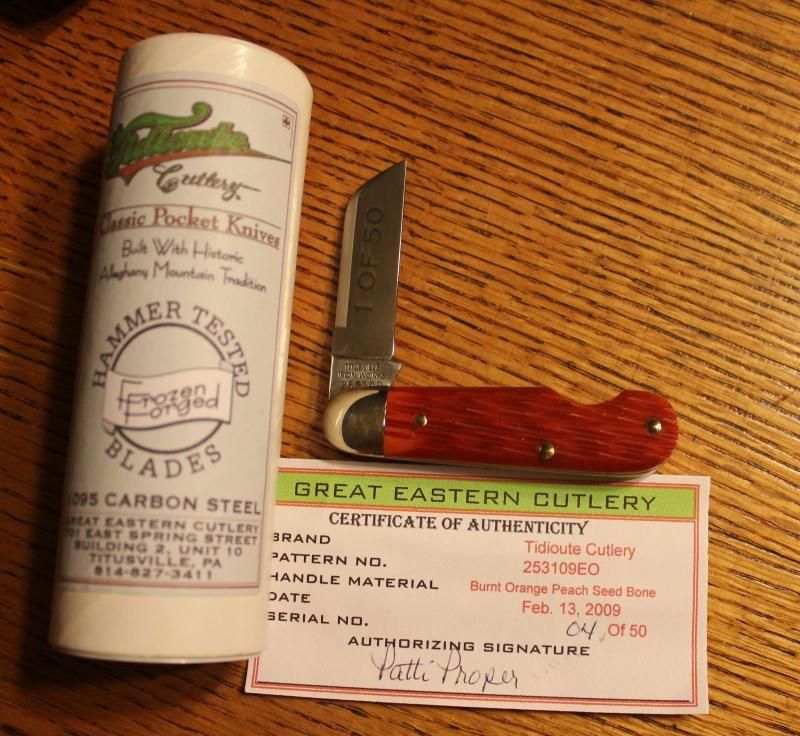 Tidioute
Cutlery
Classic Pocket Knives
Built With Historic
Allaghany Mountain Tradition
HAMMER TESTED
Frozen
Forged
BLADES
1095 CARBON STEEL
GREAT EASTERN CUTLERY
701 EAST SPRING STREET
BUILDING 2, UNIT 10
TITUSVILLE, PA
814-827-3411
1 OF 50
GREAT EASTERN CUTLERY
CERTIFICATE OF AUTHENTICITY
BRAND Tidioute Cutlery
PATTERN NO. 253109EO
HANDLE MATERIAL Burnt Orange Peach Seed Bone
DATE Feb. 13, 2009
SERIAL NO. 04 Of 50
AUTHORIZING SIGNATURE
Patti Proper